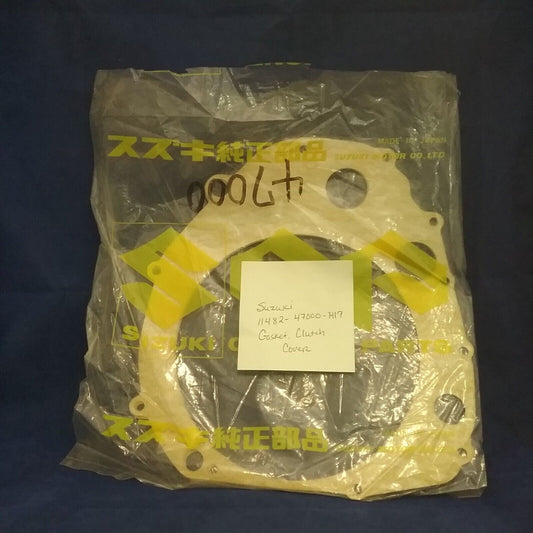 MADE IN JAPAN
スズキ純正部品
SUZUKI MOTOR CO.,LTD.
47000
Suzuki
11482-47000-H17
Gasket, Clutch
Cover
SUZUKI
PARTS
スズキ純正部品